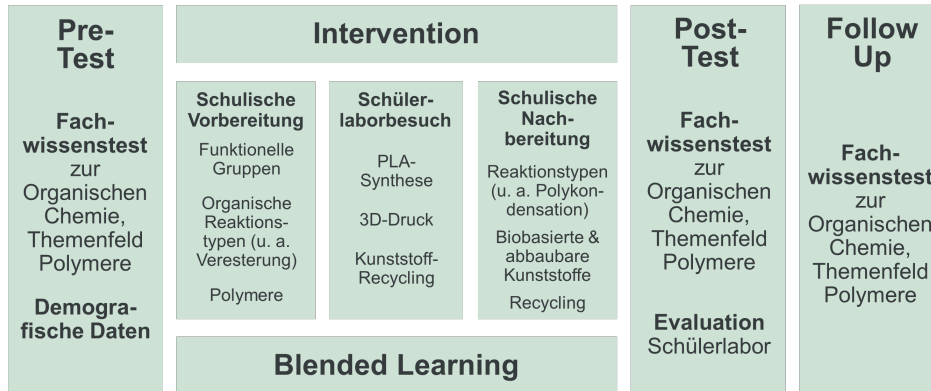 Pre-
Test
Fach-
wissenstest
zur
Organischen
Chemie,
Themenfeld
Polymere
Demogra-
fische Daten
Intervention
Schulische
Vorbereitung
Funktionelle
Gruppen
Organische
Reaktions-
typen (u. a.
Veresterung)
Polymere
Schüler-
laborbesuch
PLA-
Synthese
3D-Druck
Kunststoff-
Recycling
Schulische
Nach-
bereitung
Reaktionstypen
(u. a. Polykon-
densation)
Biobasierte &
abbaubare
Kunststoffe
Recycling
Blended Learning
Post-
Test
Fach-
wissenstest
zur
Organischen
Chemie,
Themenfeld
Polymere
Evaluation
Schülerlabor
Follow
Up
Fach-
wissenstest
zur
Organischen
Chemie,
Themenfeld
Polymere